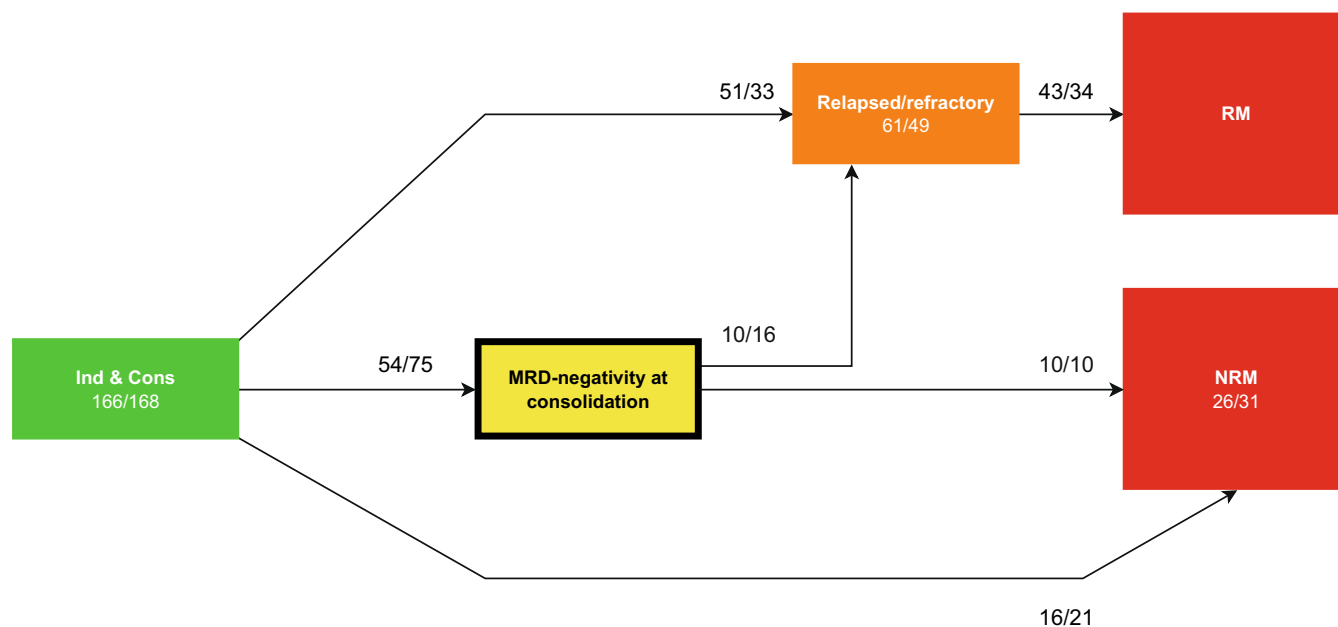 51/33
Relapsed/refractory
61/49
43/34
RM
Ind & Cons
166/168
54/75
MRD-negativity at
consolidation
10/16
10/10
NRM
26/31
16/21